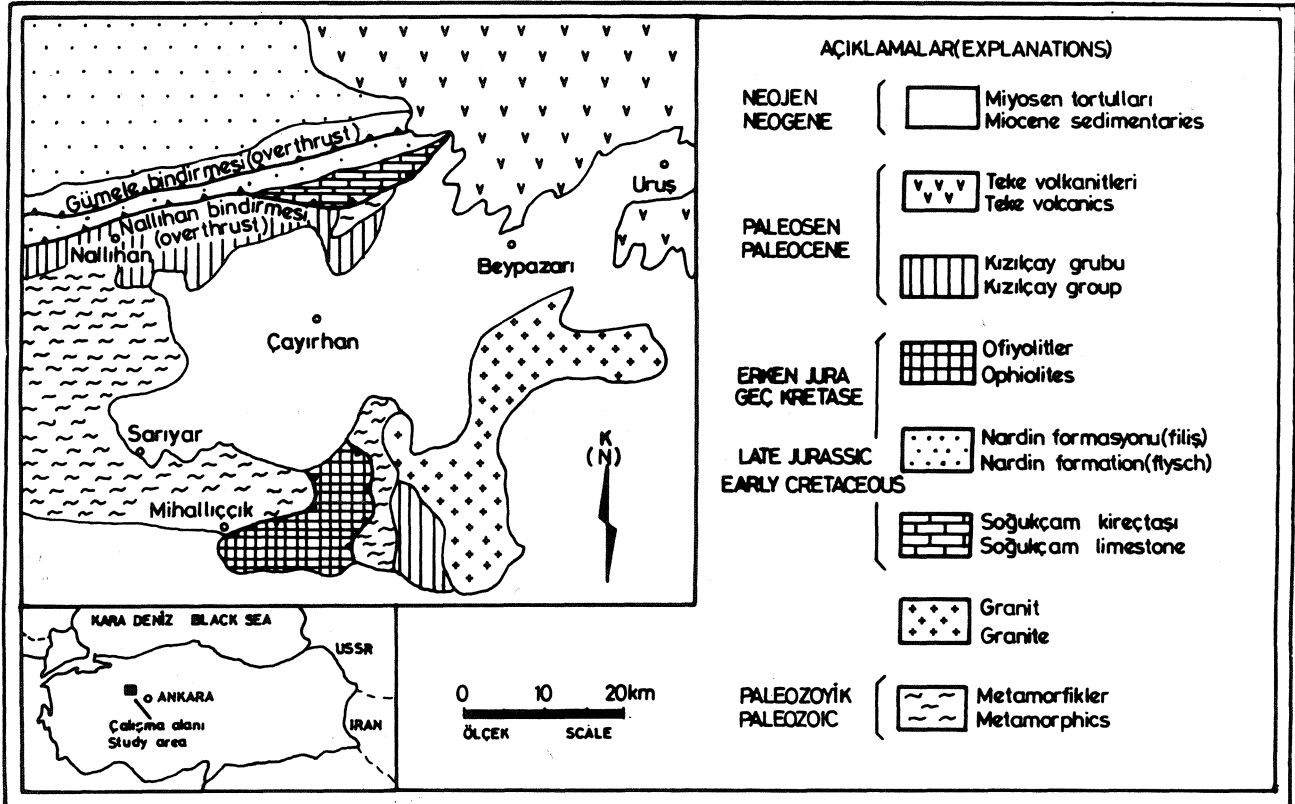 Gümele bindirmesi(overthrust)
Nallıhan bindirmesi
(overthrust)
Nallıhan
Uruş
Beypazarı
Çayırhan
Sarıyar
Mihallıççık
K
(N)
KARA DENİZ BLACK SEA
USSR
ANKARA
Çalışma alanı
Study area
IRAN
0 10 20km
ÖLÇEK SCALE
AÇIKLAMALAR(EXPLANATIONS)
NEOJEN
NEOGENE
Miyosen tortulları
Miocene sedimentaries
PALEOSEN
PALEOCENE
Teke volkanitleri
Teke volcanics
Kızılçay grubu
Kızılçay group
ERKEN JURA
GEÇ KRETASE
LATE JURASSIC
EARLY CRETACEOUS
Ofiyolitler
Ophiolites
Nardin formasyonu(filiş)
Nardin formation(flysch)
Soğukçam kireçtaşı
Soğukçam limestone
Granit
Granite
PALEOZOYİK
PALEOZOIC
Metamorfikler
Metamorphics